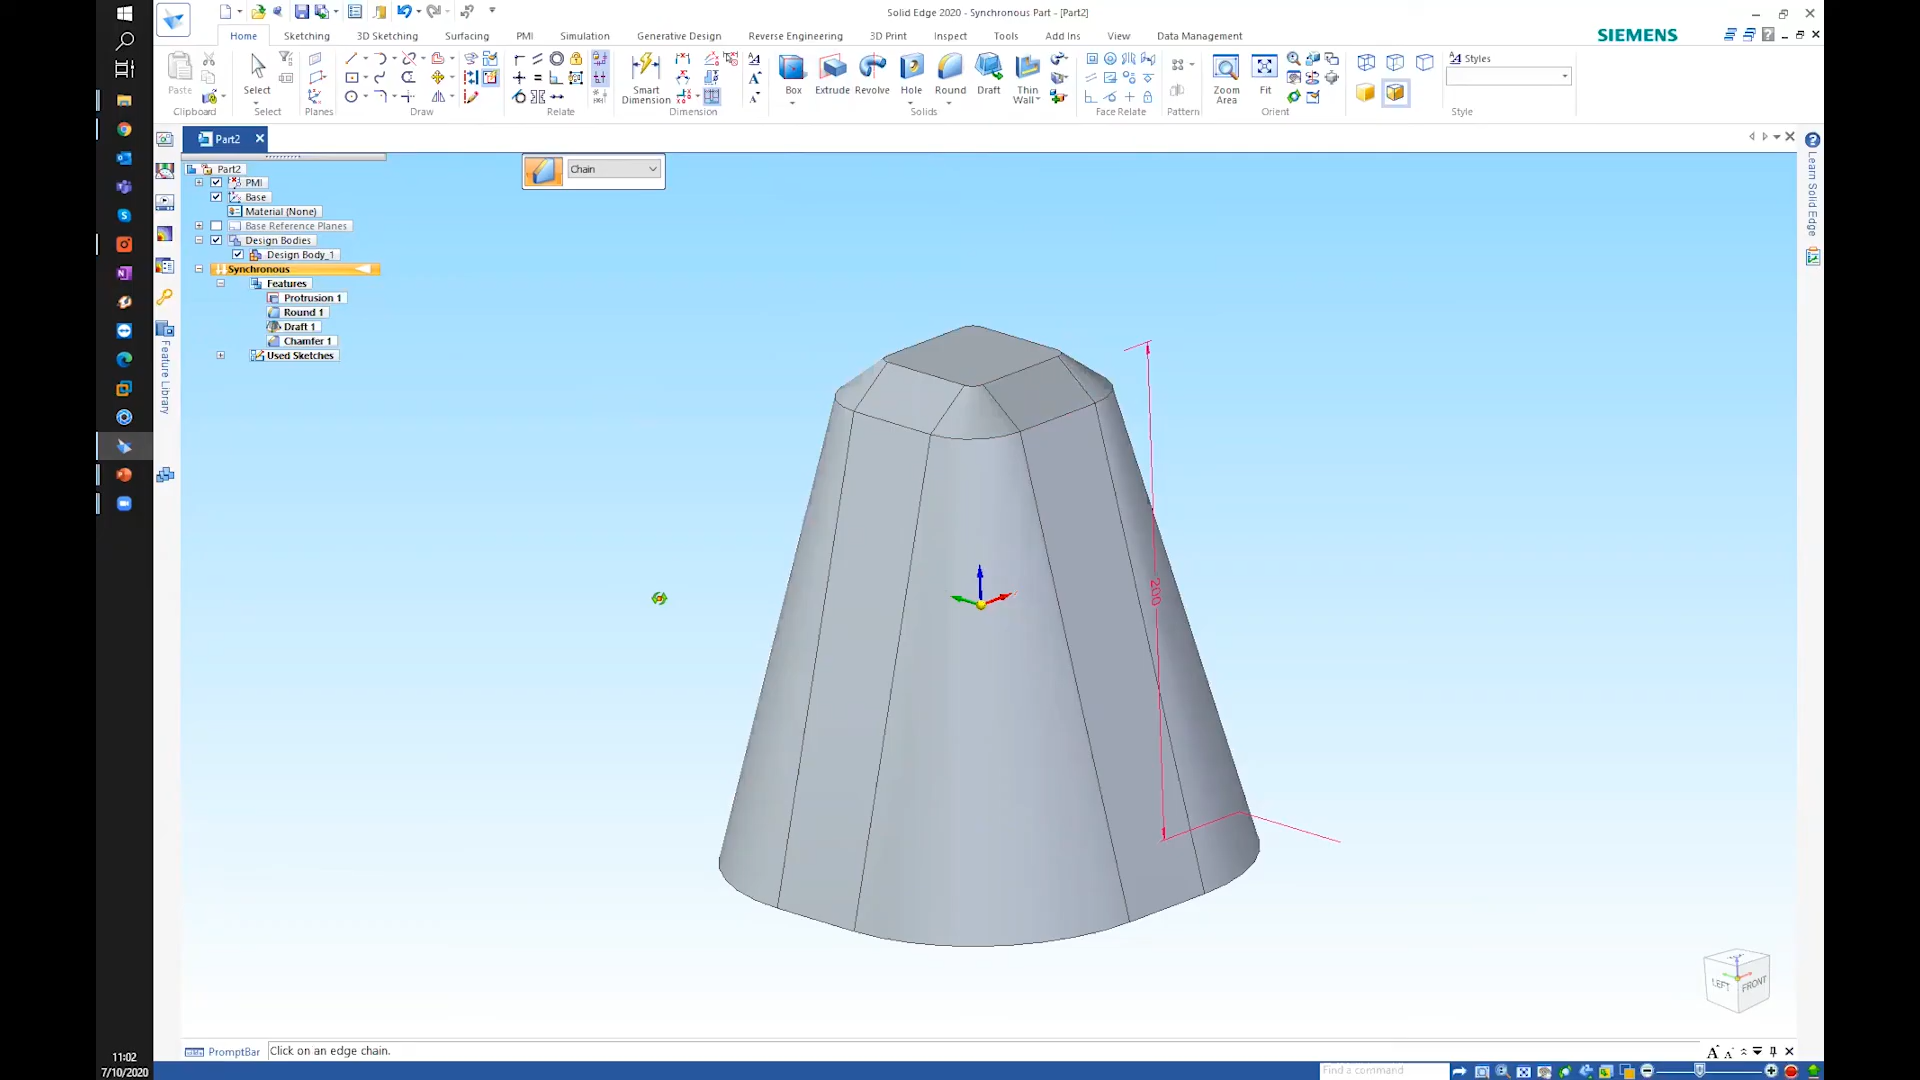 Solid Edge 2020 - Synchronous Part - [Part2]
Home Sketching 3D Sketching Surfacing PMI Simulation Generative Design Reverse Engineering 3D Print Inspect Tools Add Ins View Data Management
SIEMENS
Paste
Select
Smart Dimension
Box
Extrude
Revolve
Hole
Round
Draft
Thin Wall
Zoom Area
Fit
Styles
Clipboard Select Planes Draw Relate Dimension Solids Face Relate Pattern Orient Style
Part2
Chain
Part2
PMI
Base
Material (None)
Base Reference Planes
Design Bodies
Design Body_1
Synchronous
Features
Protrusion 1
Round 1
Draft 1
Chamfer 1
Used Sketches
Feature Library
Learn Solid Edge
200
LEFT
FRONT
PromptBar
Click on an edge chain.
Find a command
11:02
7/10/2020